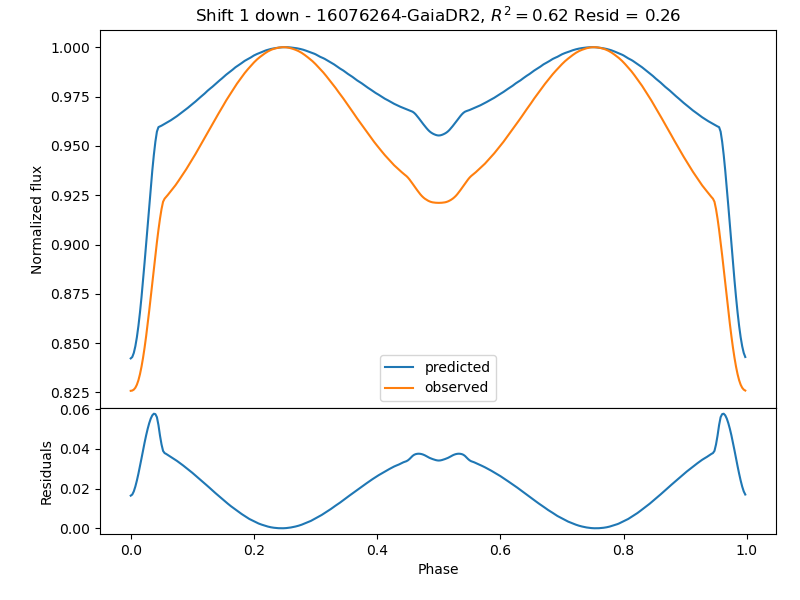 Shift 1 down - 16076264-GaiaDR2, R² = 0.62 Resid = 0.26
1.000
0.975
0.950
0.925
0.900
0.875
0.850
0.825
Normalized flux
predicted
observed
0.06
0.04
0.02
0.00
Residuals
0.0 0.2 0.4 0.6 0.8 1.0
Phase